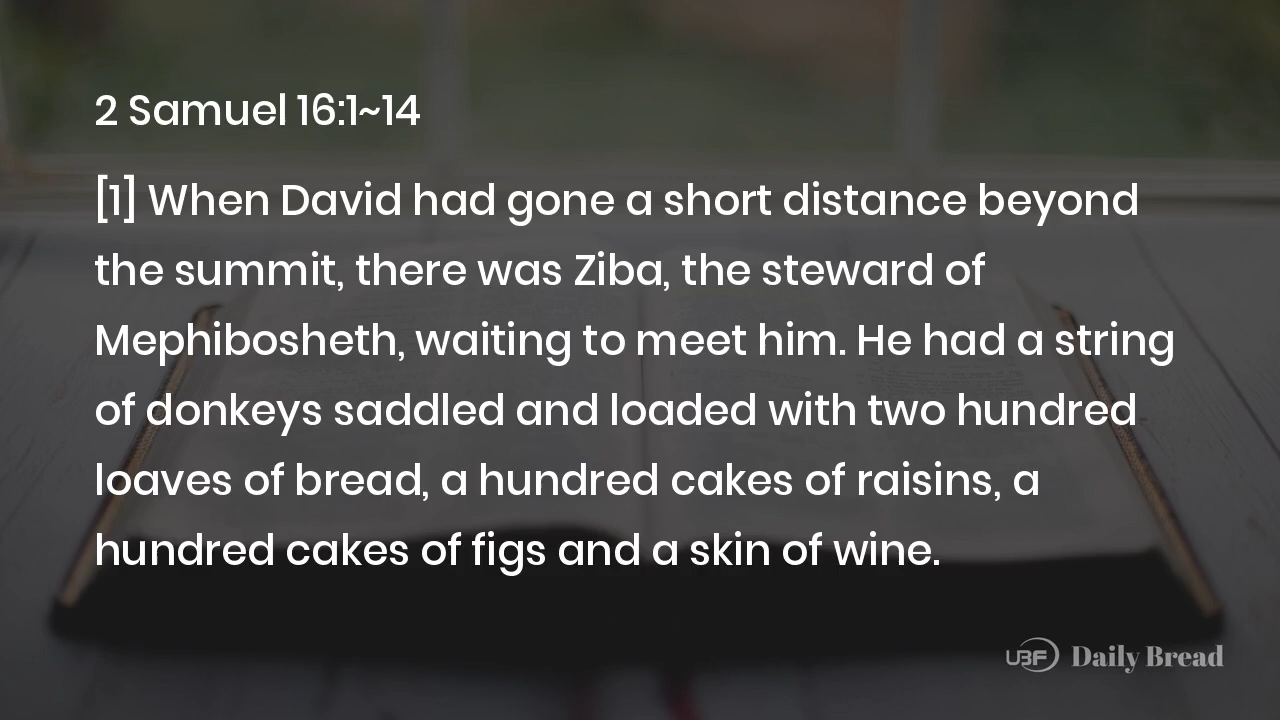 2 Samuel 16:1~14
[1] When David had gone a short distance beyond
the summit, there was Ziba, the steward of
Mephibosheth, waiting to meet him. He had a string
of donkeys saddled and loaded with two hundred
loaves of bread, a hundred cakes of raisins, a
hundred cakes of figs and a skin of wine.
UBF Daily Bread